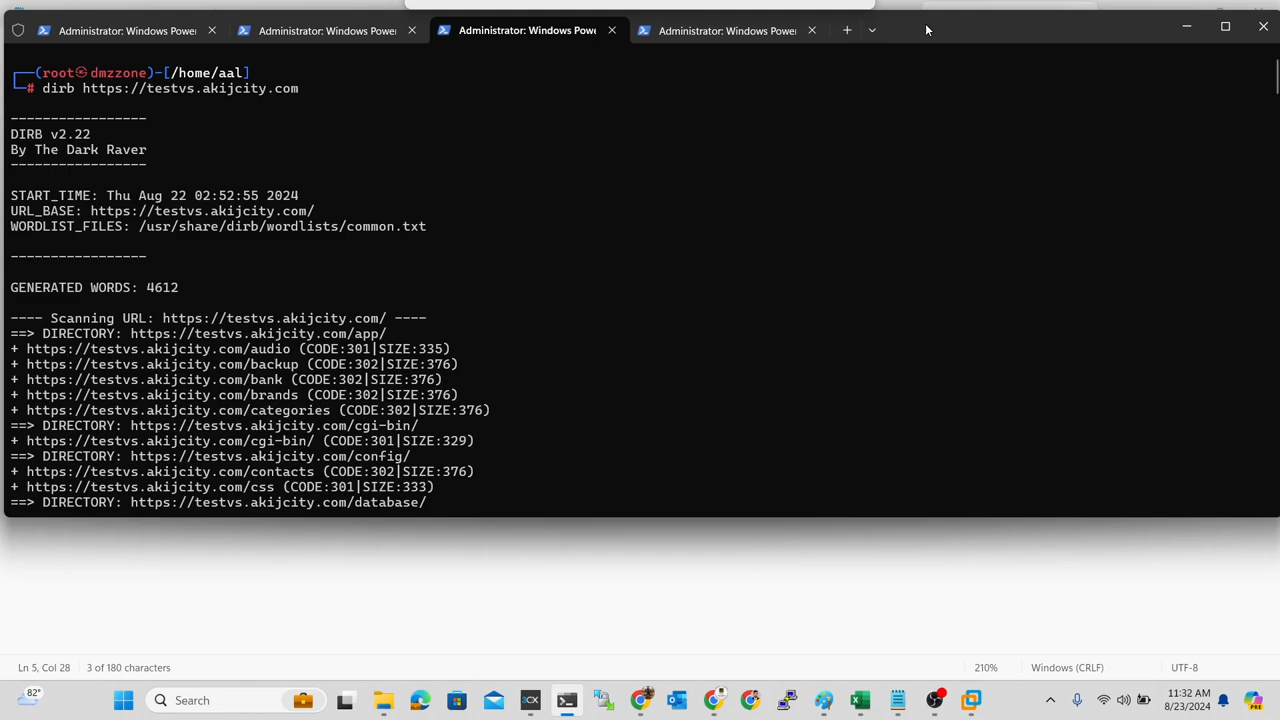 Administrator: Windows Power Administrator: Windows Power Administrator: Windows Powe Administrator: Windows Power
┌──(root㉿dmzzone)-[/home/aal]
└─# dirb https://testvs.akijcity.com
-----------------
DIRB v2.22
By The Dark Raver
-----------------
START_TIME: Thu Aug 22 02:52:55 2024
URL_BASE: https://testvs.akijcity.com/
WORDLIST_FILES: /usr/share/dirb/wordlists/common.txt
-----------------
GENERATED WORDS: 4612
---- Scanning URL: https://testvs.akijcity.com/ ----
==> DIRECTORY: https://testvs.akijcity.com/app/
+ https://testvs.akijcity.com/audio (CODE:301|SIZE:335)
+ https://testvs.akijcity.com/backup (CODE:302|SIZE:376)
+ https://testvs.akijcity.com/bank (CODE:302|SIZE:376)
+ https://testvs.akijcity.com/brands (CODE:302|SIZE:376)
+ https://testvs.akijcity.com/categories (CODE:302|SIZE:376)
==> DIRECTORY: https://testvs.akijcity.com/cgi-bin/
+ https://testvs.akijcity.com/cgi-bin/ (CODE:301|SIZE:329)
==> DIRECTORY: https://testvs.akijcity.com/config/
+ https://testvs.akijcity.com/contacts (CODE:302|SIZE:376)
+ https://testvs.akijcity.com/css (CODE:301|SIZE:333)
==> DIRECTORY: https://testvs.akijcity.com/database/
Ln 5, Col 28 3 of 180 characters 210% Windows (CRLF) UTF-8
82° Search 3CX PRE
11:32 AM
8/23/2024